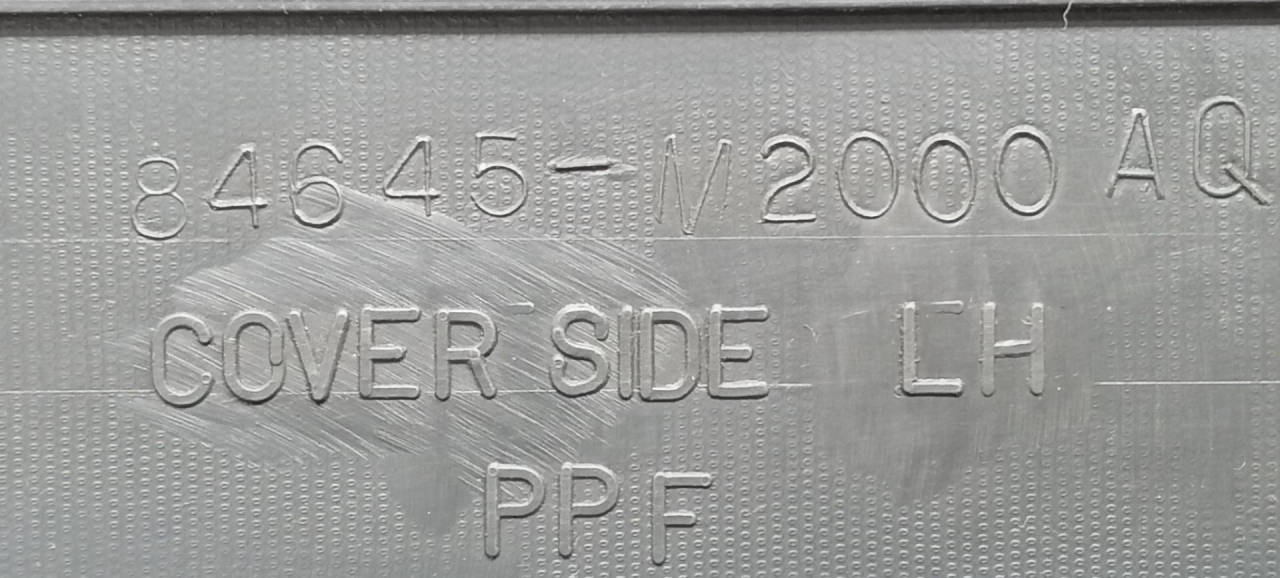 84645-M2000 AQ
COVER SIDE LH
PPF